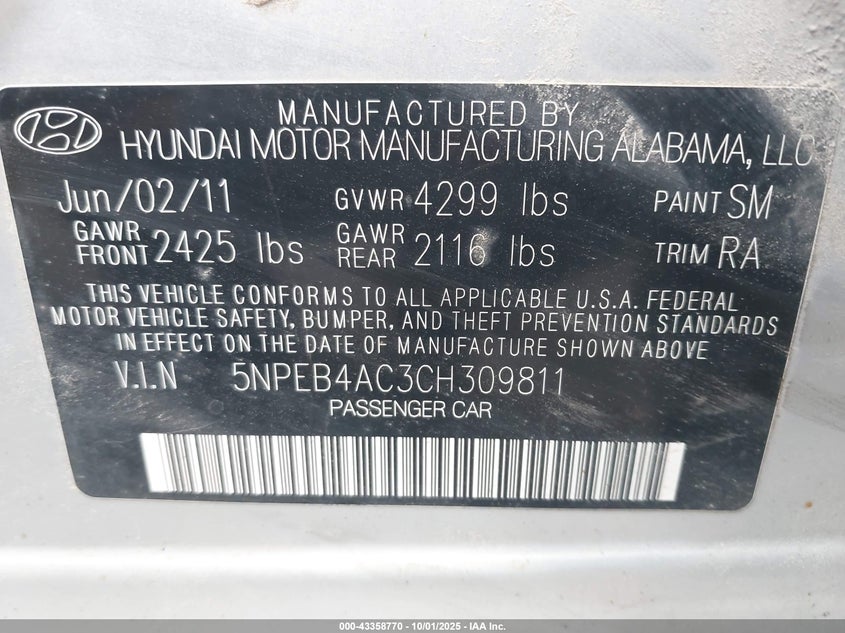 MANUFACTURED BY
HYUNDAI MOTOR MANUFACTURING ALABAMA, LLC
Jun/02/11 GVWR 4299 lbs PAINT SM
GAWR FRONT 2425 lbs GAWR REAR 2116 lbs TRIM RA
THIS VEHICLE CONFORMS TO ALL APPLICABLE U.S.A. FEDERAL
MOTOR VEHICLE SAFETY, BUMPER, AND THEFT PREVENTION STANDARDS
IN EFFECT ON THE DATE OF MANUFACTURE SHOWN ABOVE
V.I.N 5NPEB4AC3CH309811
PASSENGER CAR
000-43358770 - 10/01/2025 - IAA Inc.